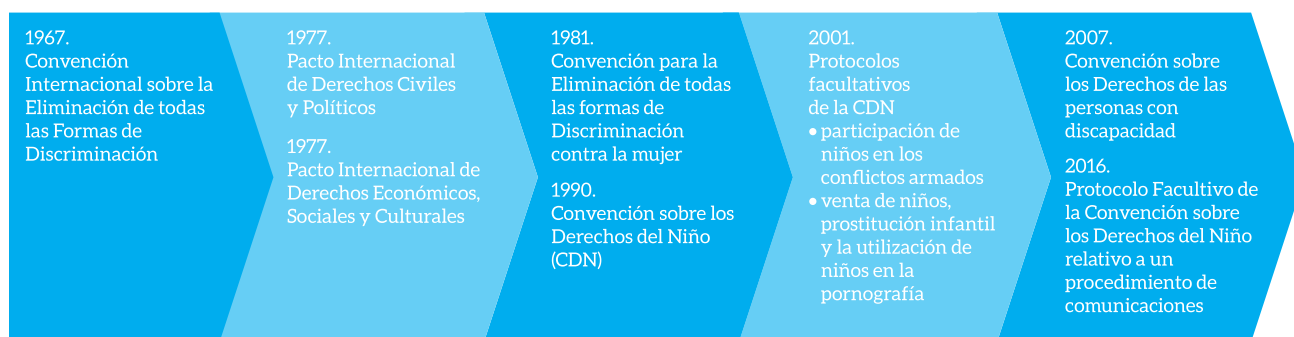 1967.
Convención
Internacional sobre la
Eliminación de todas
las Formas de
Discriminación
1977.
Pacto Internacional
de Derechos Civiles
y Políticos
1977.
Pacto Internacional de
Derechos Económicos,
Sociales y Culturales
1981.
Convención para la
Eliminación de todas
las formas de
Discriminación
contra la mujer
1990.
Convención sobre los
Derechos del Niño
(CDN)
2001.
Protocolos
facultativos
de la CDN
• participación de
niños en los
conflictos armados
• venta de niños,
prostitución infantil
y la utilización de
niños en la
pornografía
2007.
Convención sobre
los Derechos de las
personas con
discapacidad
2016.
Protocolo Facultivo de
la Convención sobre
los Derechos del Niño
relativo a un
procedimiento de
comunicaciones